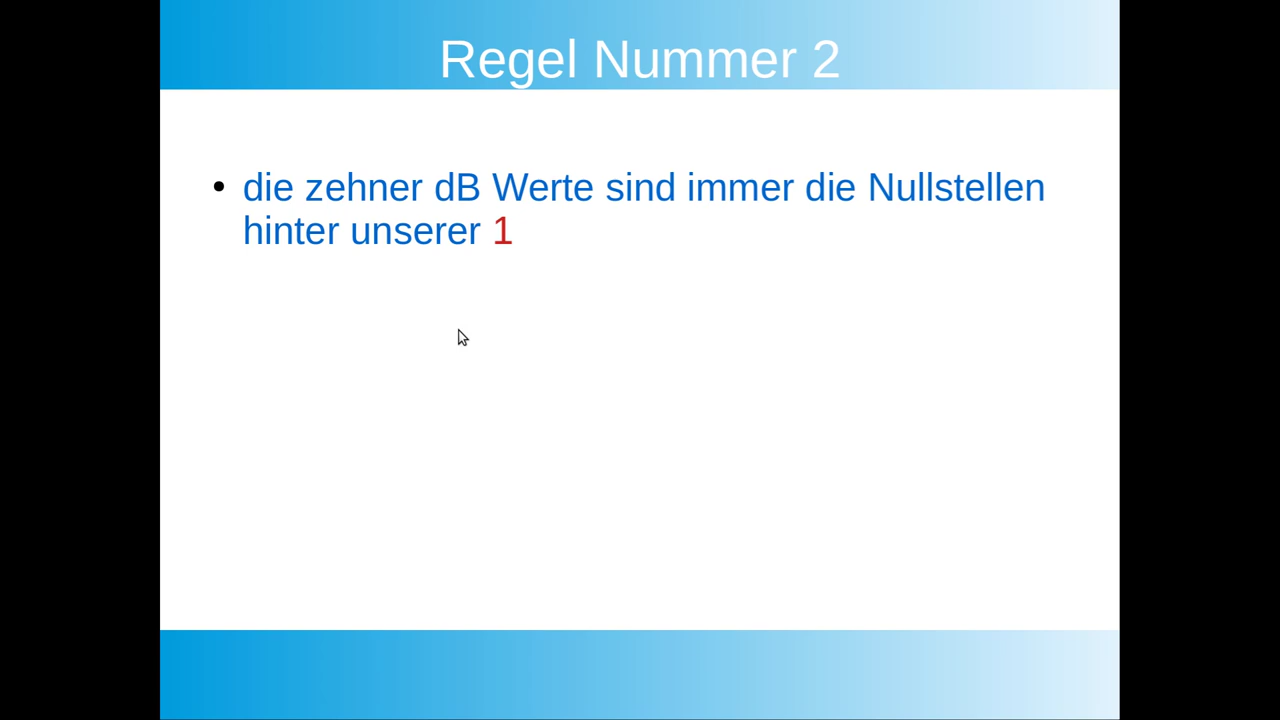 Regel Nummer 2
• die zehner dB Werte sind immer die Nullstellen
hinter unserer 1